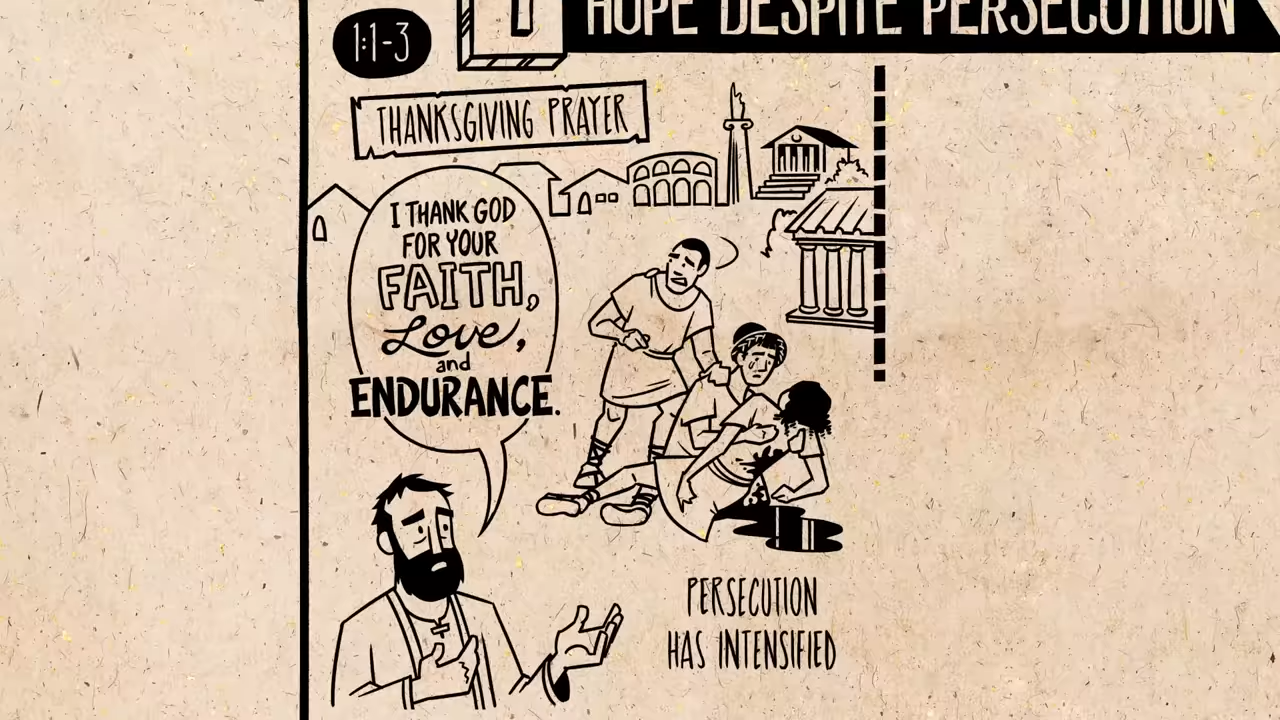 HOPE DESPITE PERSECUTION
1:1-3
THANKSGIVING PRAYER
I THANK GOD
FOR YOUR
FAITH,
Love,
and
ENDURANCE.
PERSECUTION
HAS INTENSIFIED